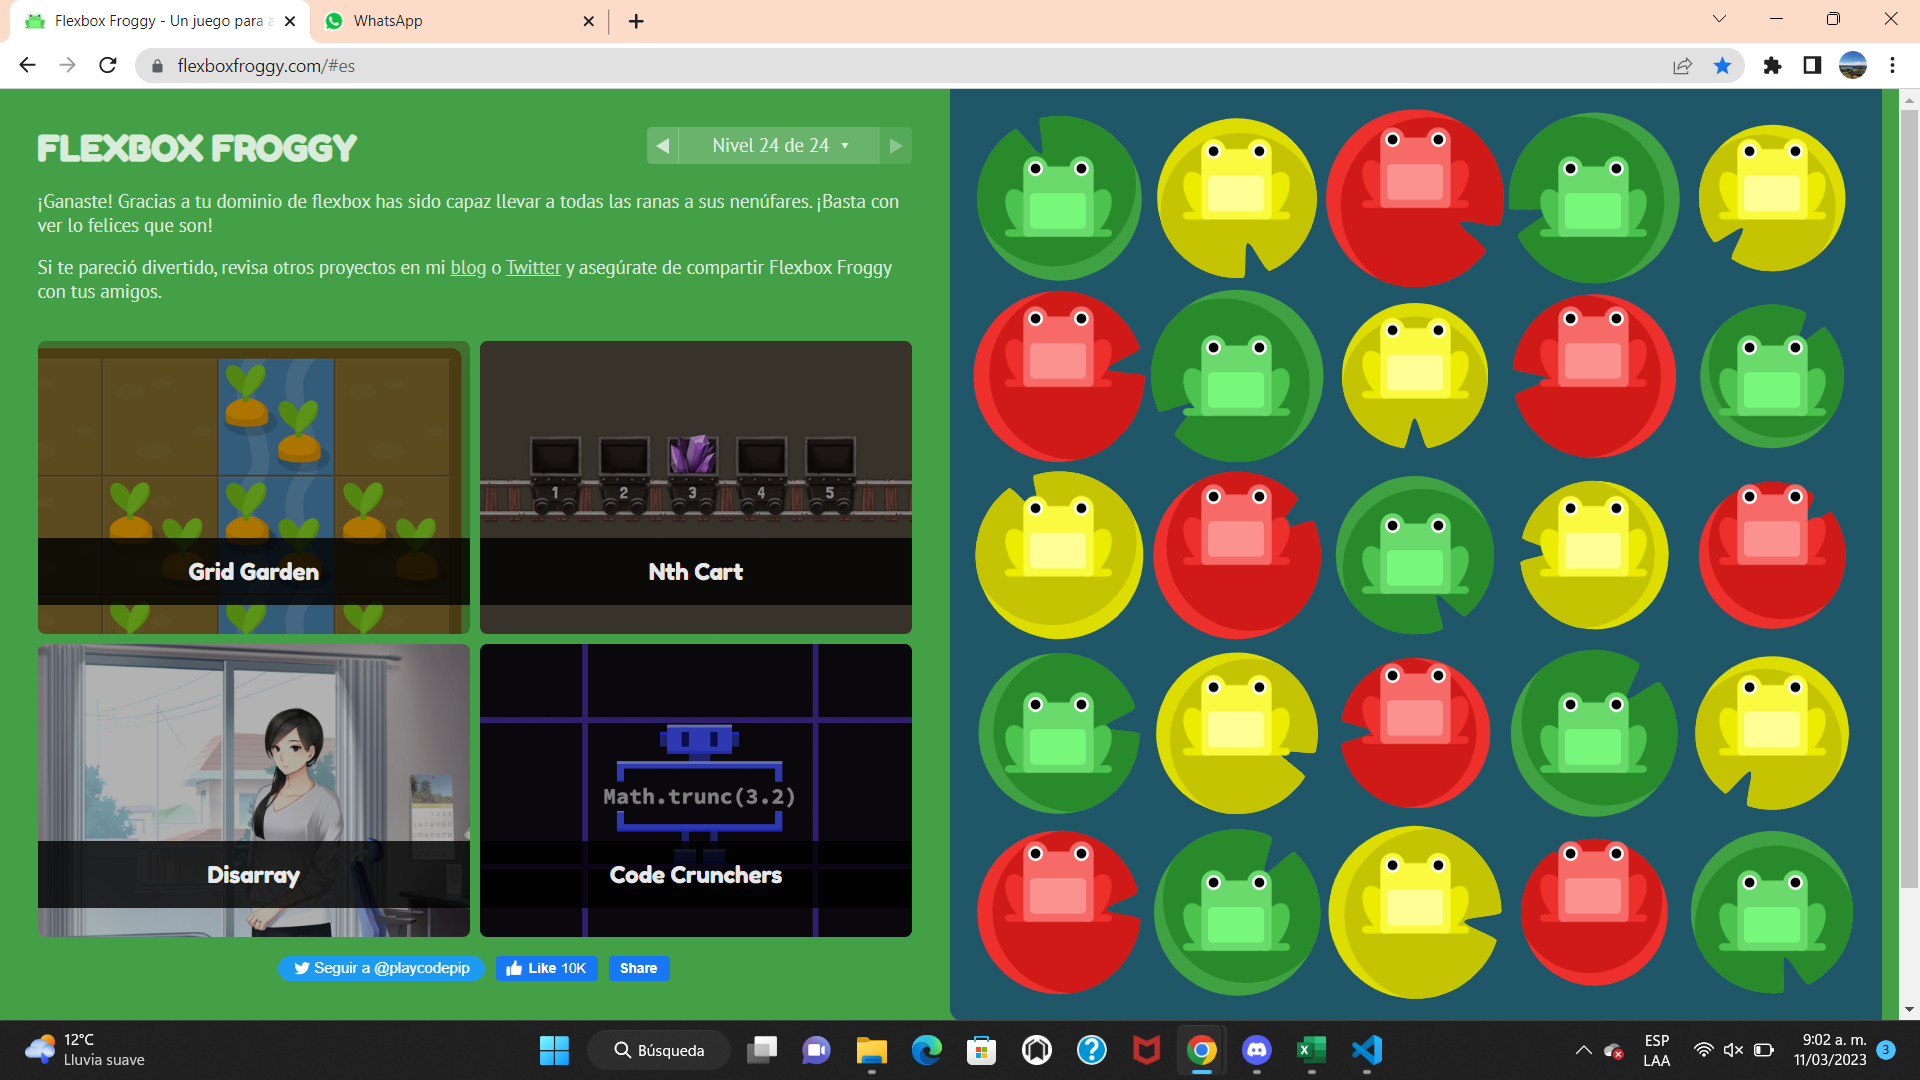 Flexbox Froggy - Un juego para a
WhatsApp
flexboxfroggy.com/#es
FLEXBOX FROGGY
Nivel 24 de 24
¡Ganaste! Gracias a tu dominio de flexbox has sido capaz llevar a todas las ranas a sus nenúfares. ¡Basta con
ver lo felices que son!
Si te pareció divertido, revisa otros proyectos en mi blog o Twitter y asegúrate de compartir Flexbox Froggy
con tus amigos.
1 2 3 4 5
Grid Garden
Nth Cart
Math.trunc(3.2)
Disarray
Code Crunchers
Seguir a @playcodepip
Like 10K
Share
12°C
Lluvia suave
Búsqueda
ESP
LAA
9:02 a. m.
11/03/2023
3